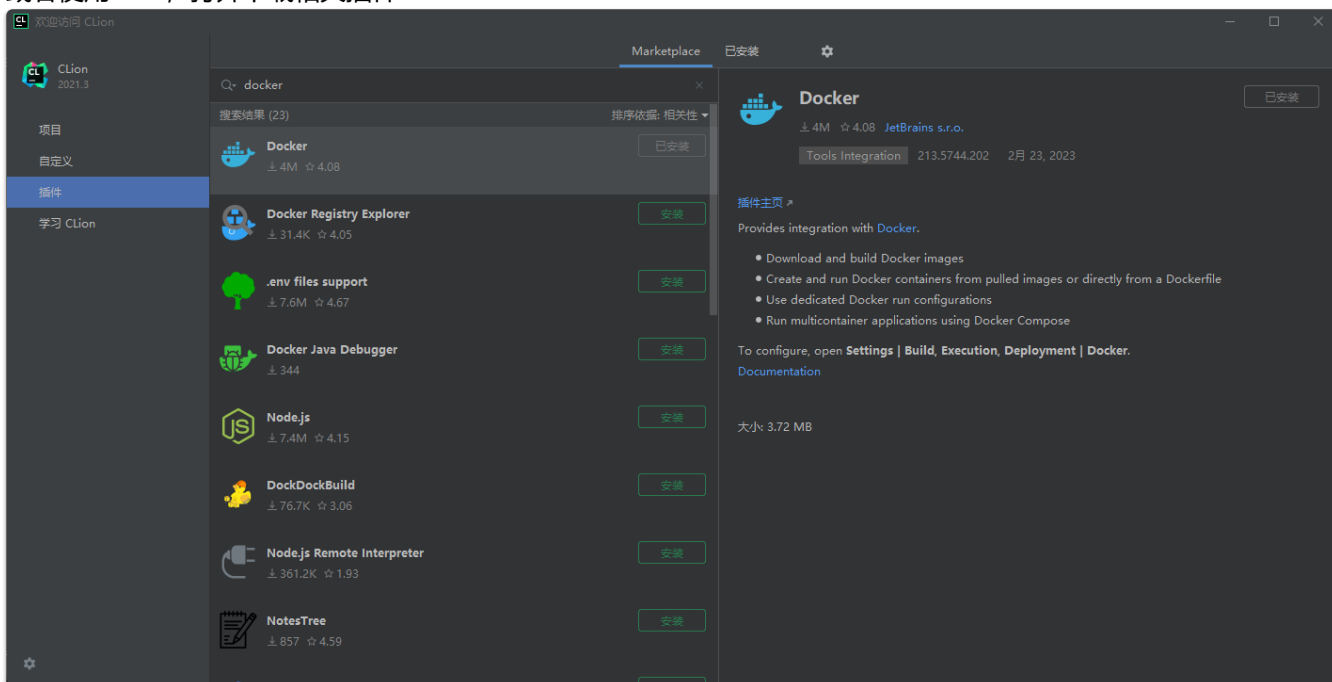 欢迎访问 CLion
CLion
2021.3
项目
自定义
插件
学习 CLion
Marketplace
已安装
docker
搜索结果 (23)
排序依据: 相关性
Docker
4M 4.08
已安装
Docker Registry Explorer
31.4K 4.05
安装
.env files support
7.6M 4.67
安装
Docker Java Debugger
344
安装
Node.js
7.4M 4.15
安装
DockDockBuild
76.7K 3.06
安装
Node.js Remote Interpreter
361.2K 1.93
安装
NotesTree
857 4.59
安装
Docker
已安装
4M 4.08 JetBrains s.r.o.
Tools Integration 213.5744.202 2月 23, 2023
插件主页
Provides integration with Docker.
Download and build Docker images
Create and run Docker containers from pulled images or directly from a Dockerfile
Use dedicated Docker run configurations
Run multicontainer applications using Docker Compose
To configure, open Settings | Build, Execution, Deployment | Docker.
Documentation
大小: 3.72 MB